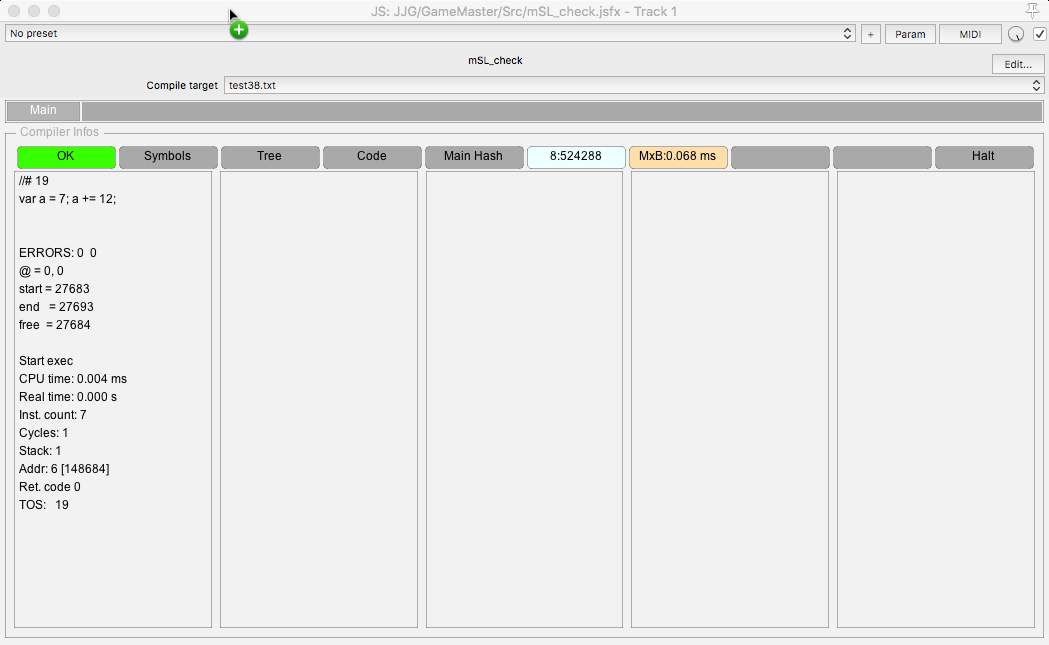 JS: JJG/GameMaster/Src/mSL_check.jsfx - Track 1
No preset
+
Param
MIDI
mSL_check
Edit...
Compile target
test38.txt
Main
Compiler Infos
OK
Symbols
Tree
Code
Main Hash
8:524288
MxB:0.068 ms
Halt
//# 19
var a = 7; a += 12;
ERRORS: 0  0
@ = 0, 0
start = 27683
end   = 27693
free  = 27684
Start exec
CPU time: 0.004 ms
Real time: 0.000 s
Inst. count: 7
Cycles: 1
Stack: 1
Addr: 6 [148684]
Ret. code 0
TOS:   19